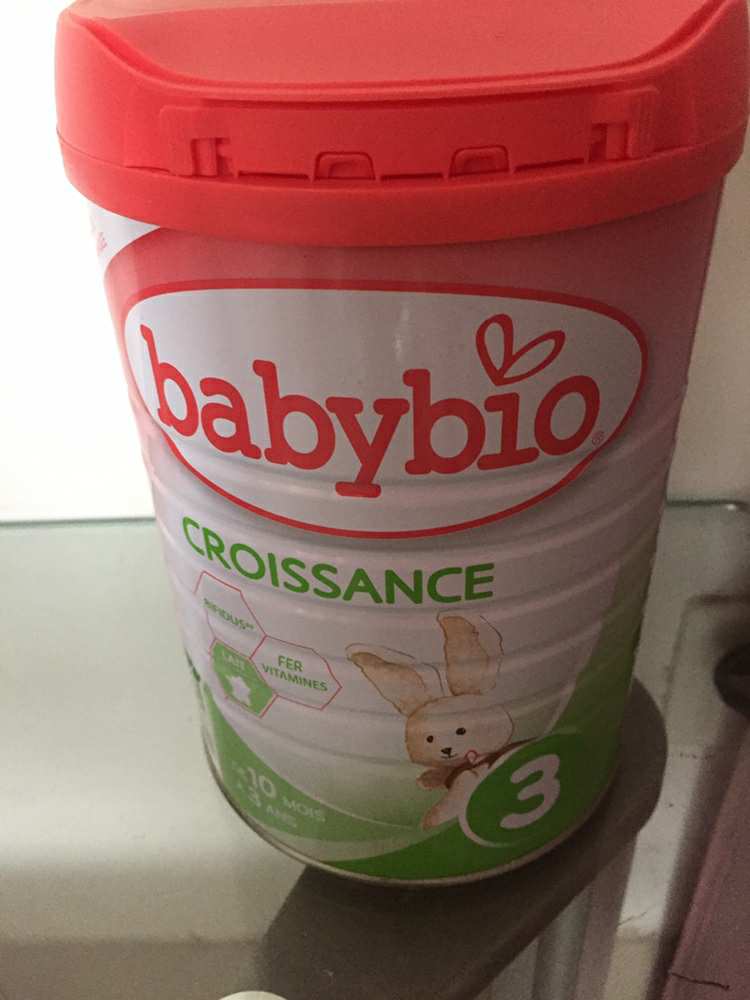 babybio®
CROISSANCE
BIFIDUS
LAIT
FER
VITAMINES
10 MOIS
3 ANS
3